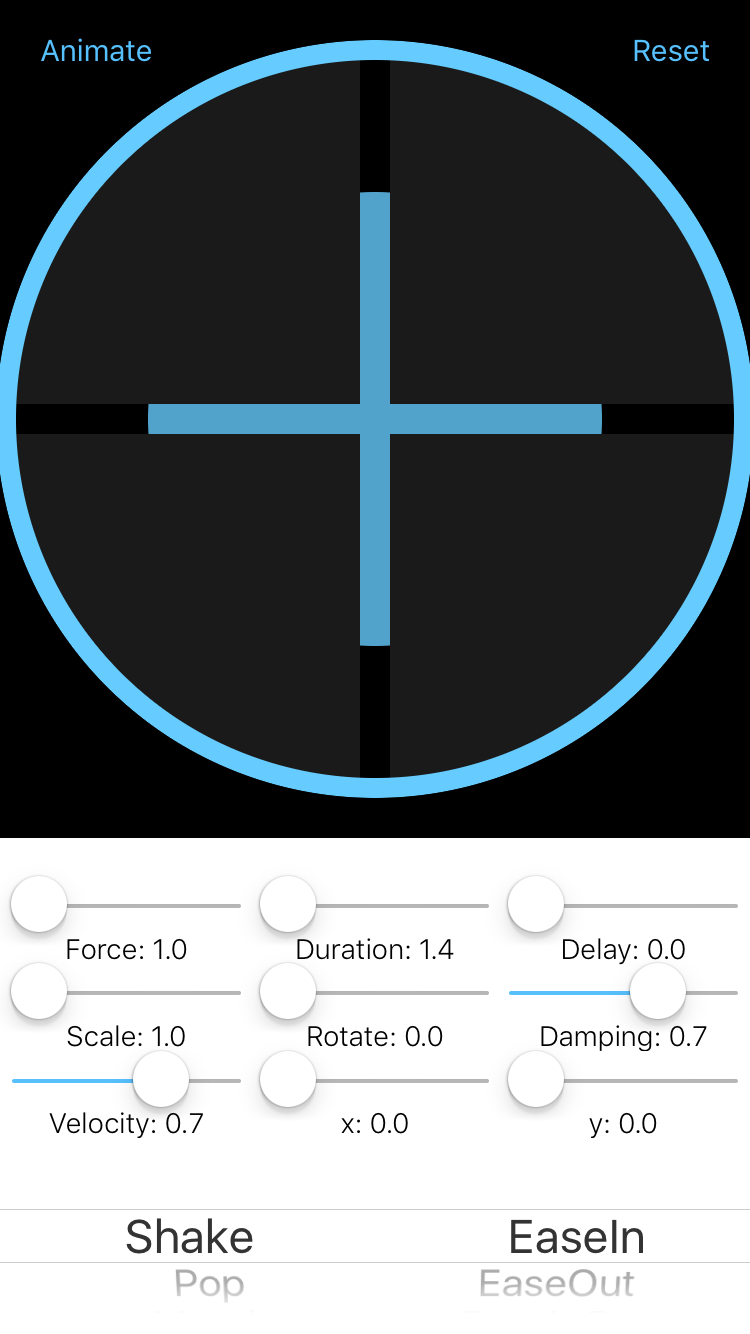 Animate Reset
Force: 1.0 Duration: 1.4 Delay: 0.0
Scale: 1.0 Rotate: 0.0 Damping: 0.7
Velocity: 0.7 x: 0.0 y: 0.0
Shake EaseIn
Pop EaseOut